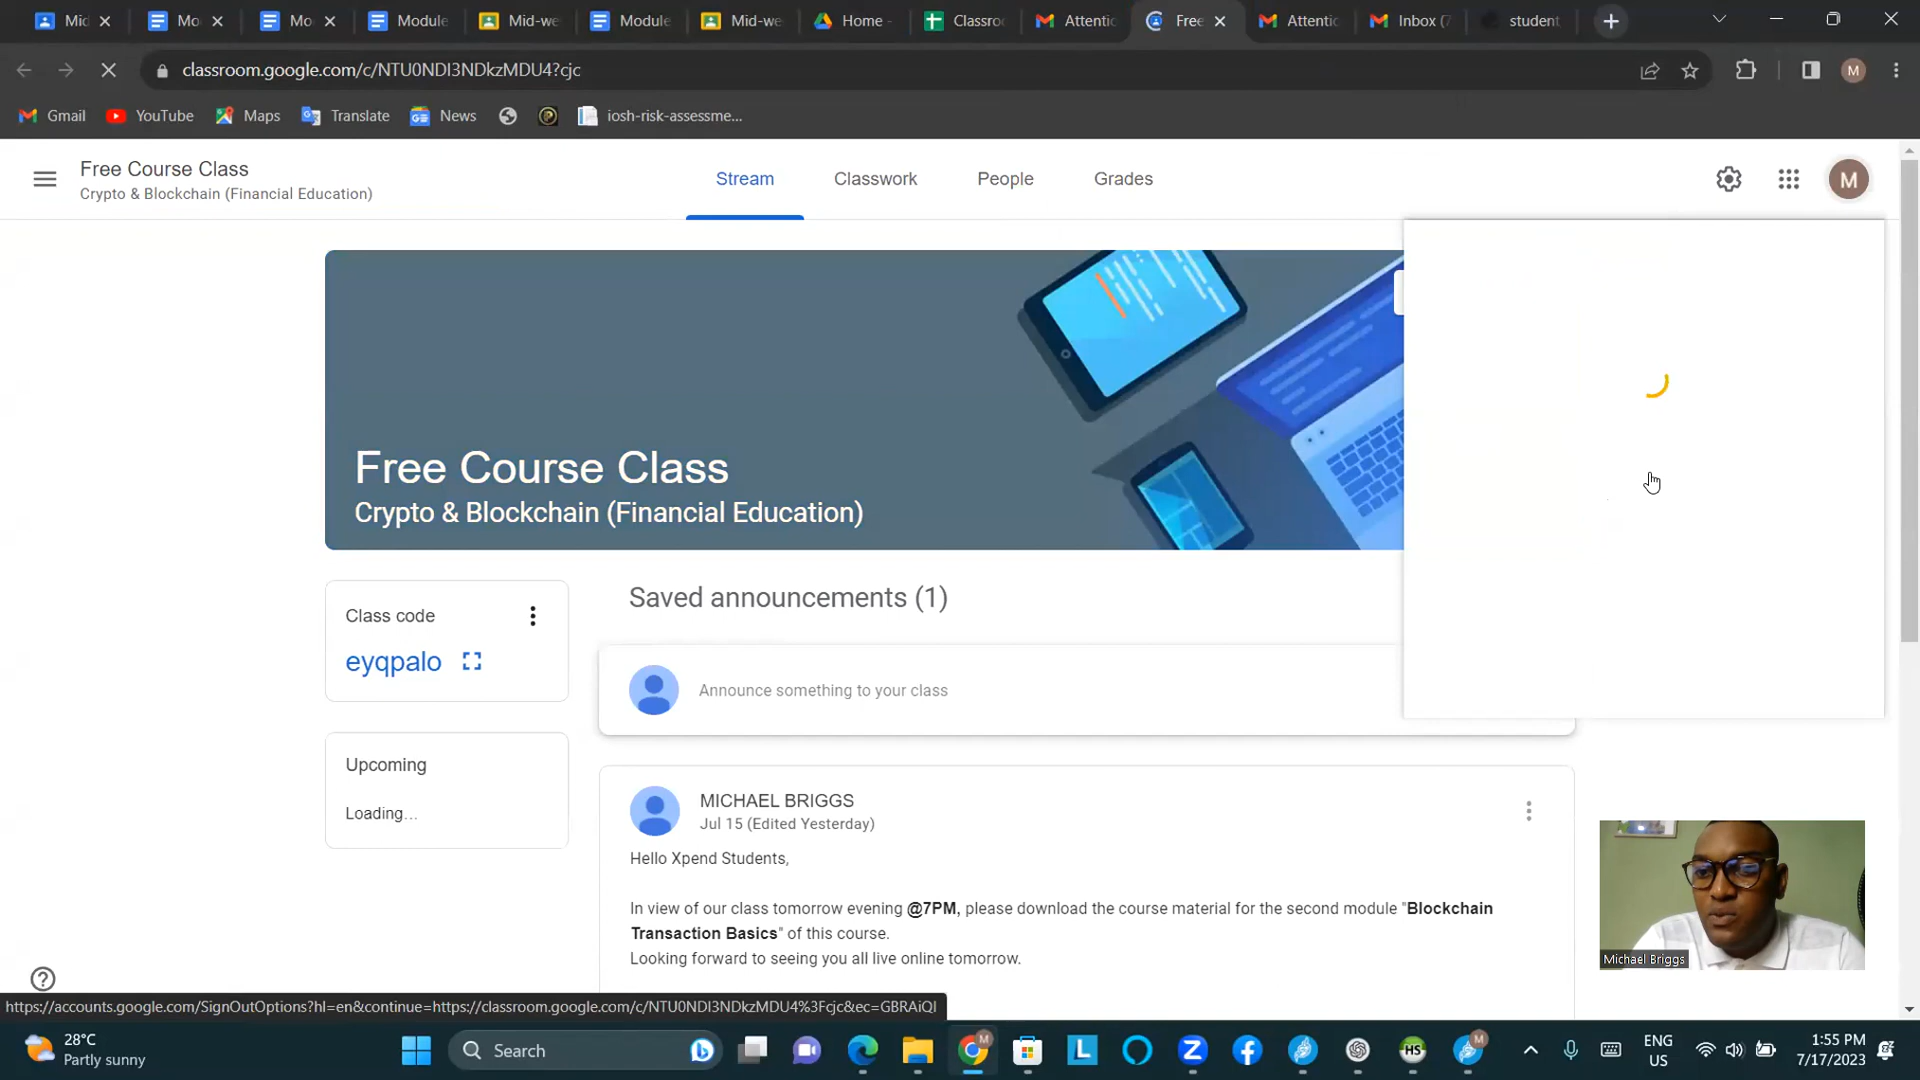 Mid
Mo
Mo
Module
Mid-we
Module
Mid-we
Home -
Classro
Attentic
Free
Attentic
Inbox (7
student
classroom.google.com/c/NTU0NDI3NDkzMDU4?cjc
M
Gmail
YouTube
Maps
Translate
News
iosh-risk-assessme...
Free Course Class
Crypto & Blockchain (Financial Education)
Stream
Classwork
People
Grades
M
Free Course Class
Crypto & Blockchain (Financial Education)
Class code
eyqpalo
Upcoming
Loading...
Saved announcements (1)
Announce something to your class
MICHAEL BRIGGS
Jul 15 (Edited Yesterday)
Hello Xpend Students,
In view of our class tomorrow evening @7PM, please download the course material for the second module "Blockchain
Transaction Basics" of this course.
Looking forward to seeing you all live online tomorrow.
Michael Briggs
https://accounts.google.com/SignOutOptions?hl=en&continue=https://classroom.google.com/c/NTU0NDI3NDkzMDU4%3Fcjc&ec=GBRAiQI
28°C
Partly sunny
Search
M
L
Z
HS
M
ENG
US
1:55 PM
7/17/2023